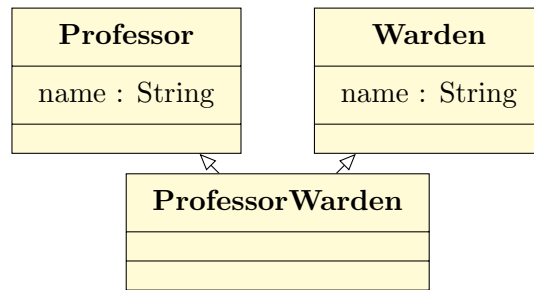 Professor
name : String
Warden
name : String
ProfessorWarden